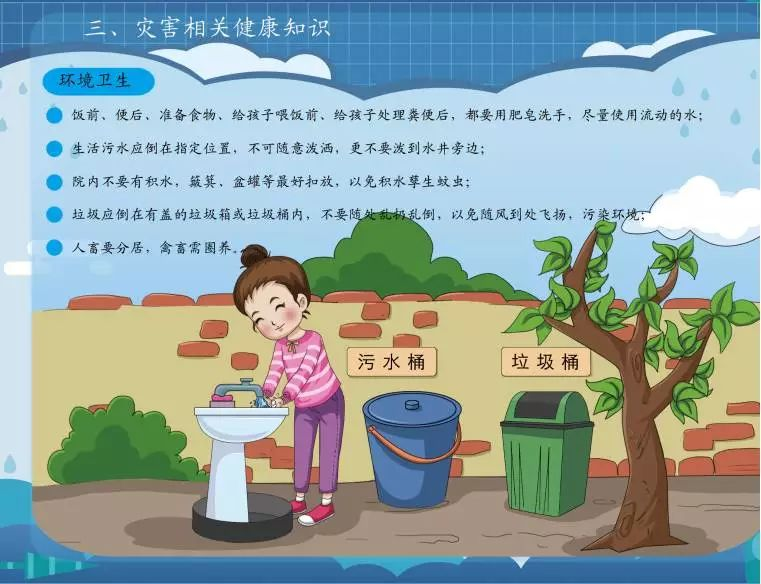 三、灾害相关健康知识
环境卫生
饭前、便后、准备食物、给孩子喂饭前、给孩子处理粪便后，都要用肥皂洗手，尽量使用流动的水；
生活污水应倒在指定位置，不可随意泼洒，更不要泼到水井旁边；
院内不要有积水，簸箕、盆罐等最好扣放，以免积水孳生蚊虫；
垃圾应倒在有盖的垃圾箱或垃圾桶内，不要随处乱扔乱倒，以免随风到处飞扬，污染环境；
人畜要分居，禽畜需圈养。
污水桶
垃圾桶